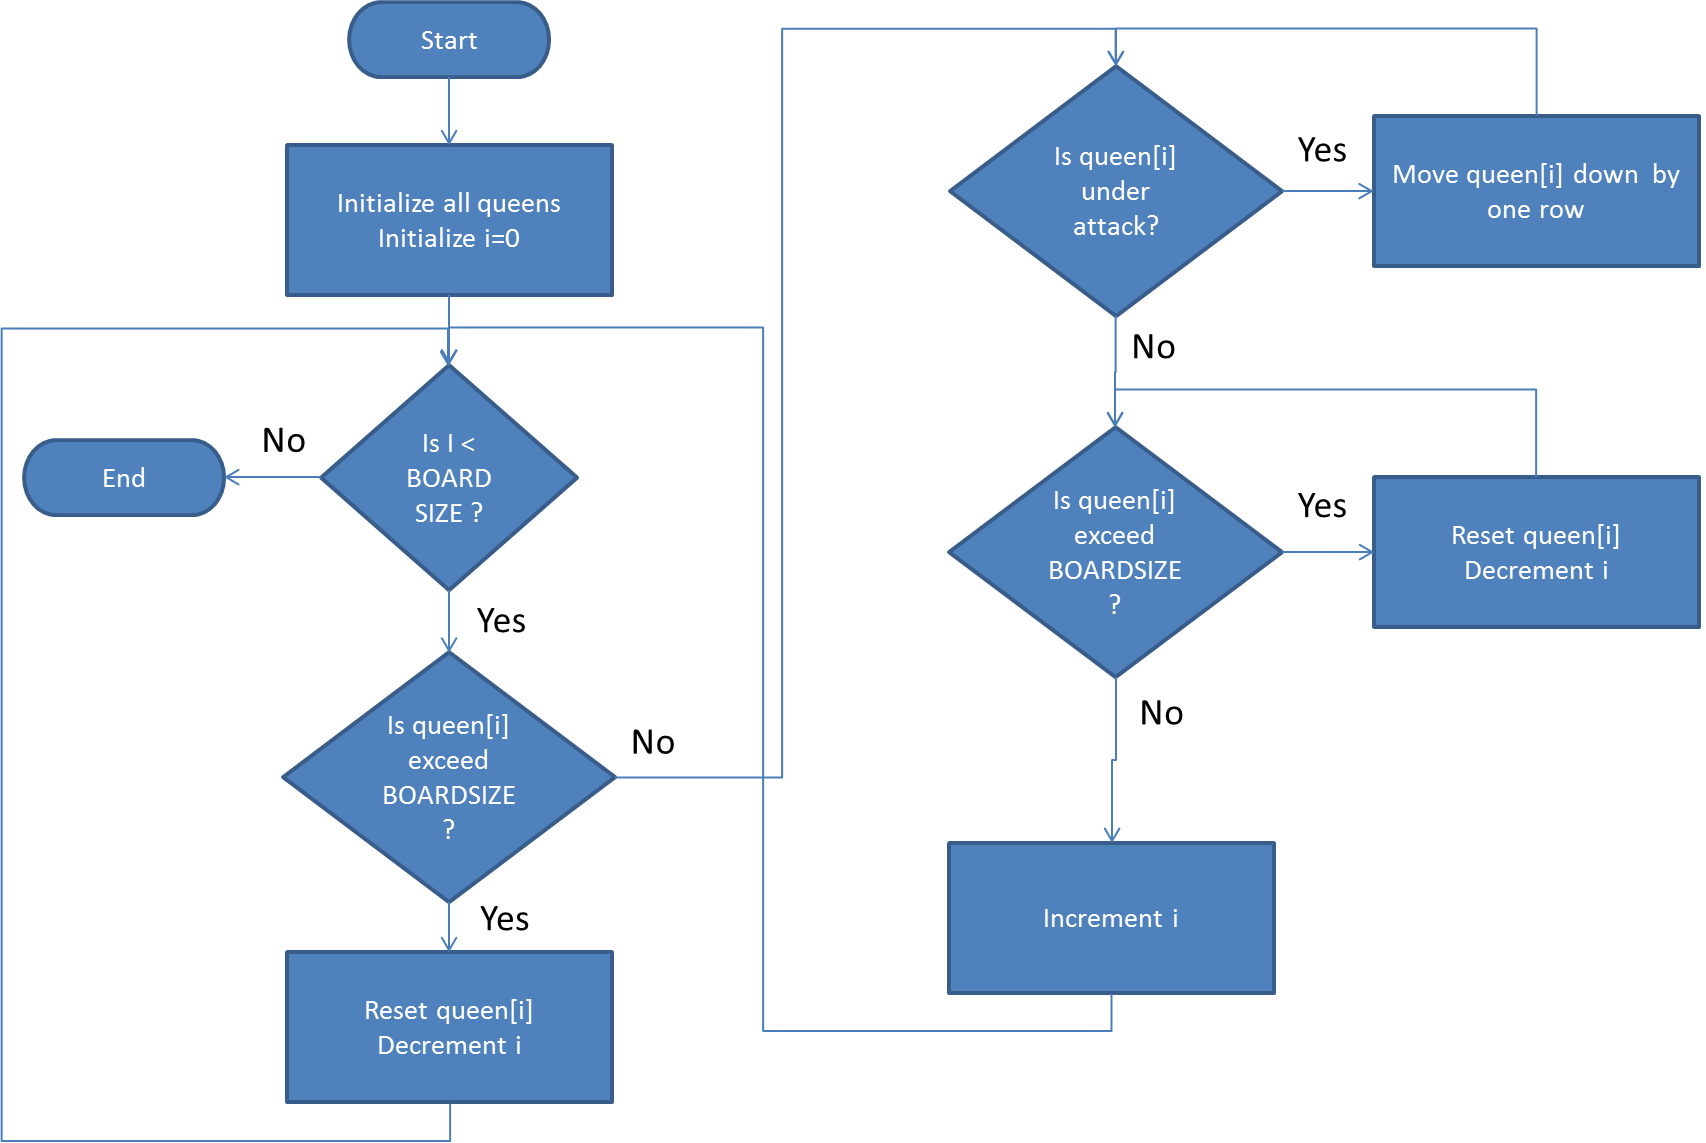 Start
Initialize all queens
Initialize i=0
Is I <
BOARD
SIZE ?
No
End
Yes
Is queen[i]
exceed
BOARDSIZE
?
No
Yes
Reset queen[i]
Decrement i
Is queen[i]
under
attack?
Yes
Move queen[i] down  by
one row
No
Is queen[i]
exceed
BOARDSIZE
?
Yes
Reset queen[i]
Decrement i
No
Increment i